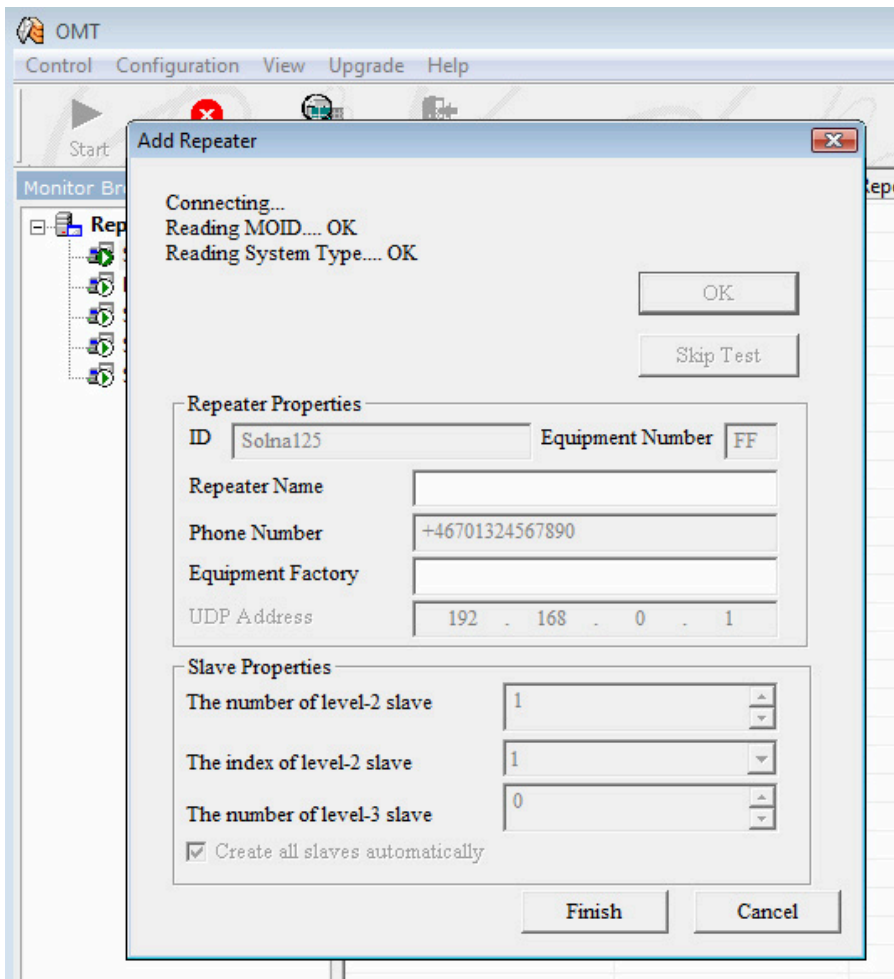 OMT
Control Configuration View Upgrade Help
Start
Add Repeater
Monitor Br
Rep
Connecting...
Reading MOID.... OK
Reading System Type.... OK
OK
Skip Test
Repeater Properties
ID Solna125 Equipment Number FF
Repeater Name
Phone Number +46701324567890
Equipment Factory
UDP Address 192 . 168 . 0 . 1
Slave Properties
The number of level-2 slave 1
The index of level-2 slave 1
The number of level-3 slave 0
Create all slaves automatically
Finish Cancel